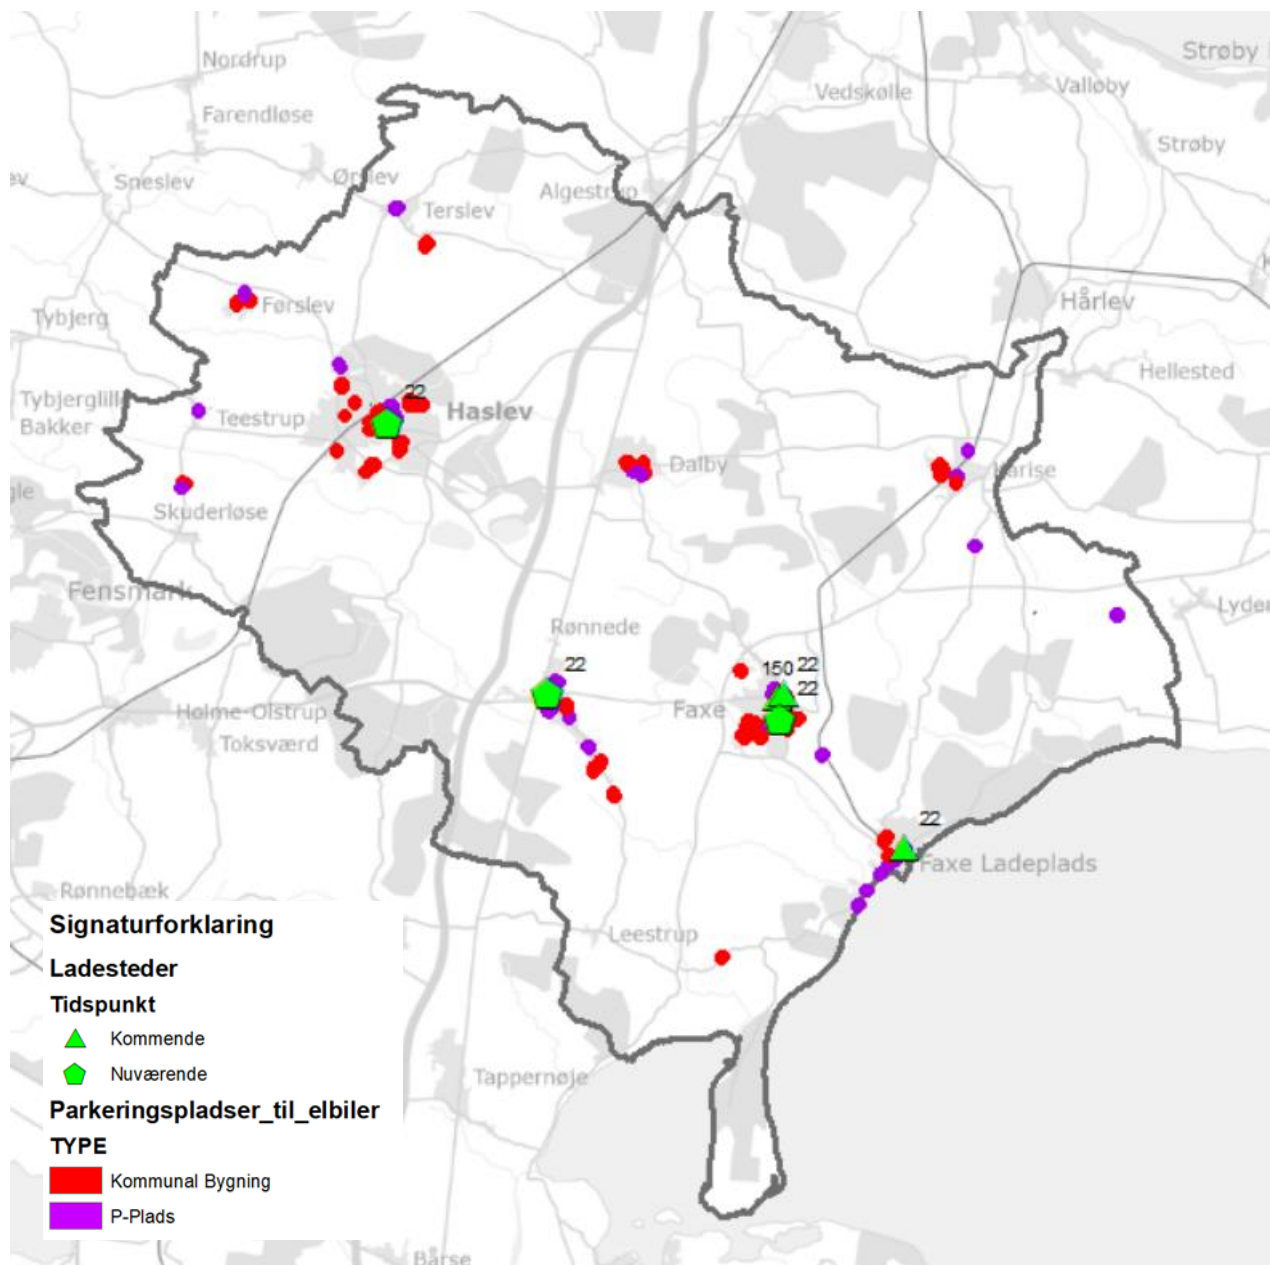 Nordrup
Strøby
Vedskølle
Valløby
Farendløse
Strøby
Sneslev
Ørslev
Algestrup
Terslev
Førslev
Hårlev
Tybjerg
Hellested
Tybjerglille
Bakker
22
Teestrup
Haslev
Dalby
Karise
Skuderløse
Fensmark
Rønnede
22
150 22
22
Holme-Olstrup
Faxe
Toksværd
22
Faxe Ladeplads
Rønnebæk
Leestrup
Signaturforklaring
Ladesteder
Tidspunkt
Kommende
Nuværende
Tappernøje
Parkeringspladser_til_elbiler
TYPE
Kommunal Bygning
P-Plads
Bårse